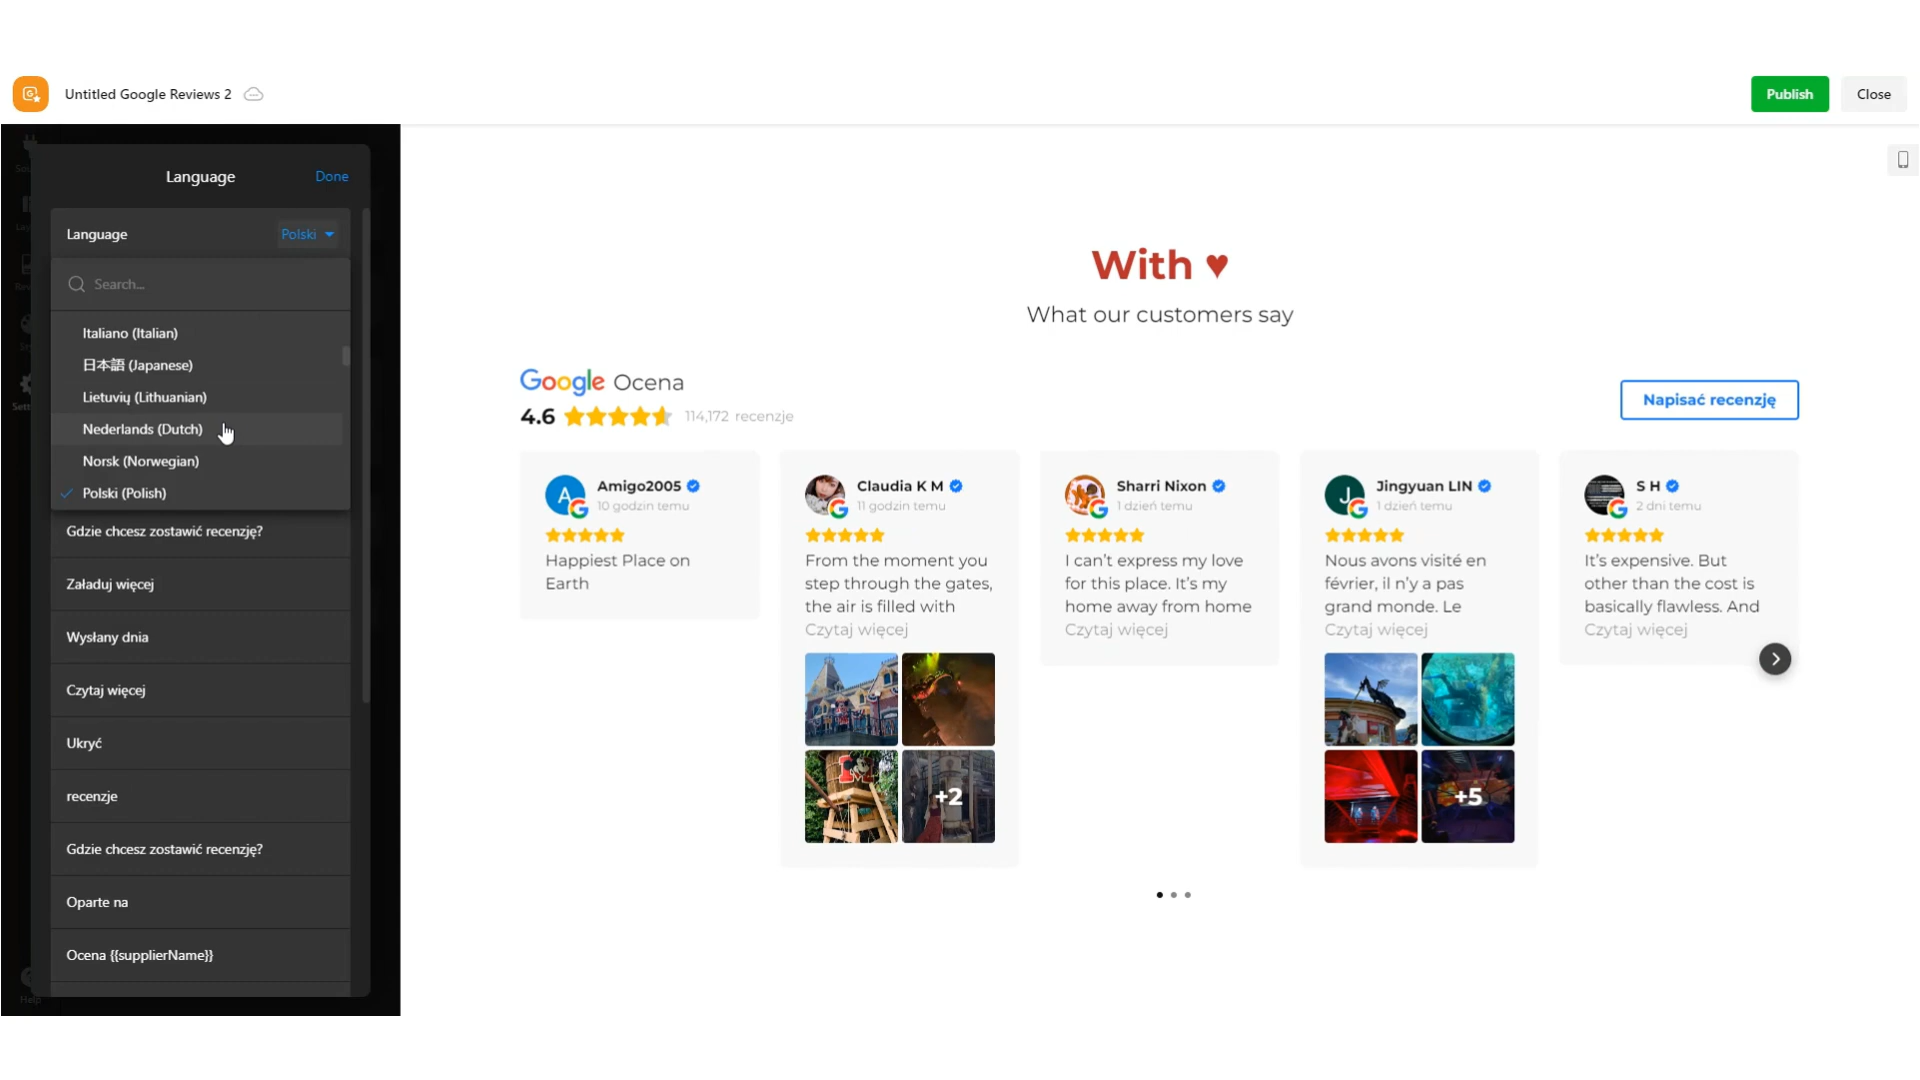 Untitled Google Reviews 2
Publish
Close
Language
Done
Language
Polski
Search...
Italiano (Italian)
日本語 (Japanese)
Lietuvių (Lithuanian)
Nederlands (Dutch)
Norsk (Norwegian)
Polski (Polish)
Gdzie chcesz zostawić recenzję?
Załaduj więcej
Wysłany dnia
Czytaj więcej
Ukryć
recenzje
Gdzie chcesz zostawić recenzję?
Oparte na
Ocena {{supplierName}}
Help
With ♥
What our customers say
Google Ocena
4.6 114,172 recenzje
Napisać recenzję
A
Amigo2005
10 godzin temu
Happiest Place on
Earth
Claudia K M
11 godzin temu
From the moment you
step through the gates,
the air is filled with
Czytaj więcej
+2
Sharri Nixon
1 dzień temu
I can't express my love
for this place. It's my
home away from home
Czytaj więcej
J
Jingyuan LIN
1 dzień temu
Nous avons visité en
février, il n'y a pas
grand monde. Le
Czytaj więcej
+5
S H
2 dni temu
It's expensive. But
other than the cost is
basically flawless. And
Czytaj więcej